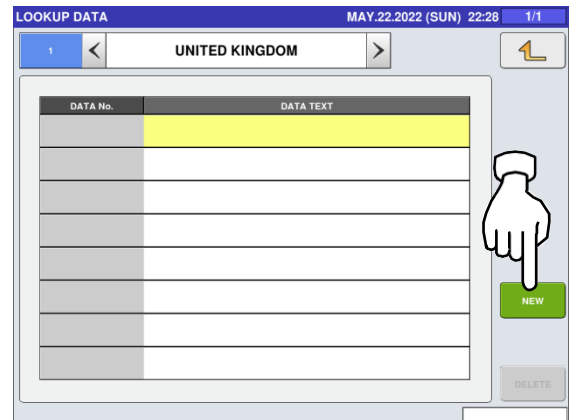 LOOKUP DATA MAY.22.2022 (SUN) 22:28 1/1
1 < UNITED KINGDOM >
DATA No. DATA TEXT
NEW
DELETE